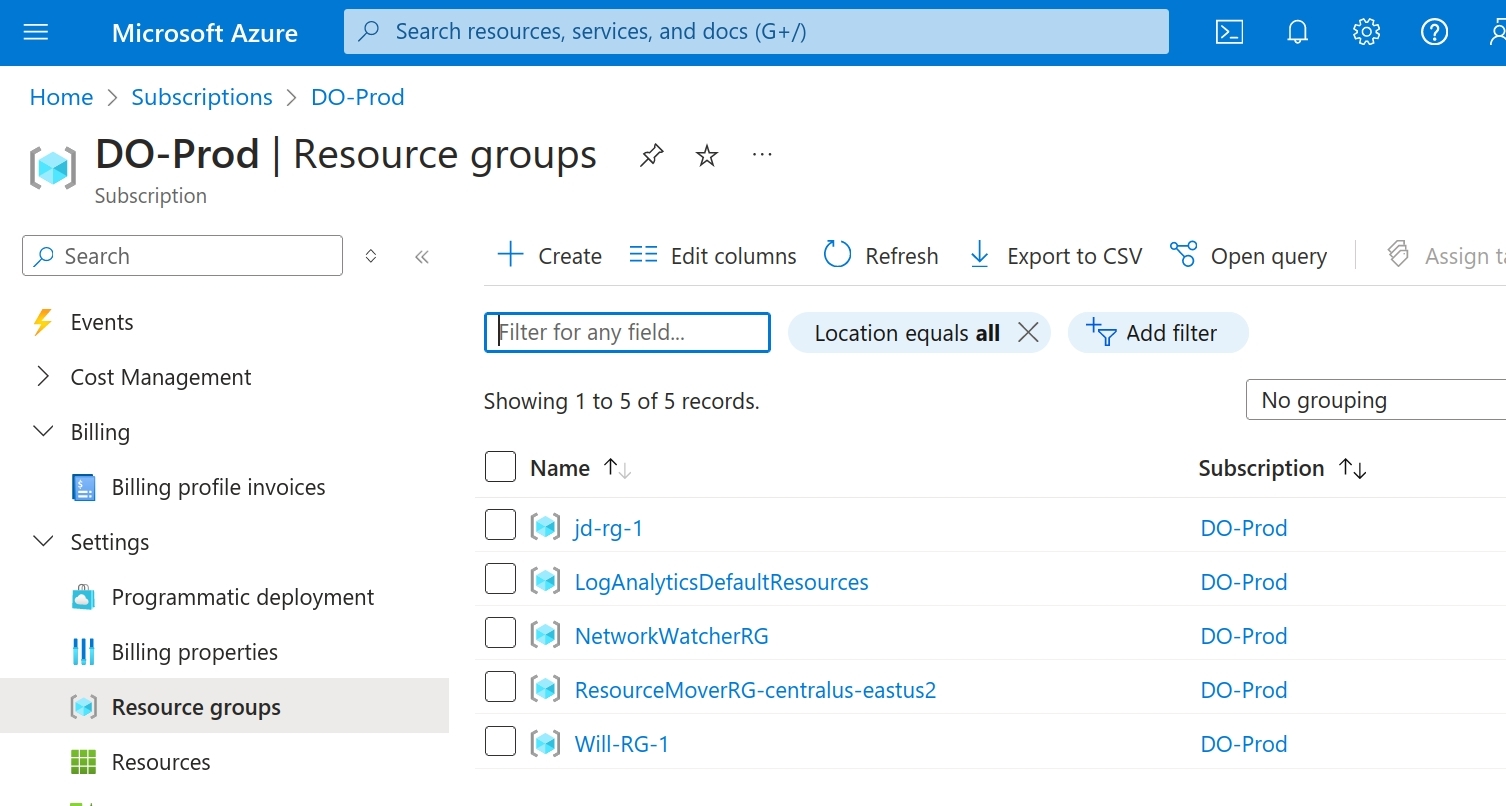 Microsoft Azure
Search resources, services, and docs (G+/)
Home > Subscriptions > DO-Prod
DO-Prod | Resource groups
Subscription
Search
Events
Cost Management
Billing
Billing profile invoices
Settings
Programmatic deployment
Billing properties
Resource groups
Resources
Create Edit columns Refresh Export to CSV Open query Assign
Filter for any field...
Location equals all
Add filter
Showing 1 to 5 of 5 records.
No grouping
Name Subscription
jd-rg-1 DO-Prod
LogAnalyticsDefaultResources DO-Prod
NetworkWatcherRG DO-Prod
ResourceMoverRG-centralus-eastus2 DO-Prod
Will-RG-1 DO-Prod